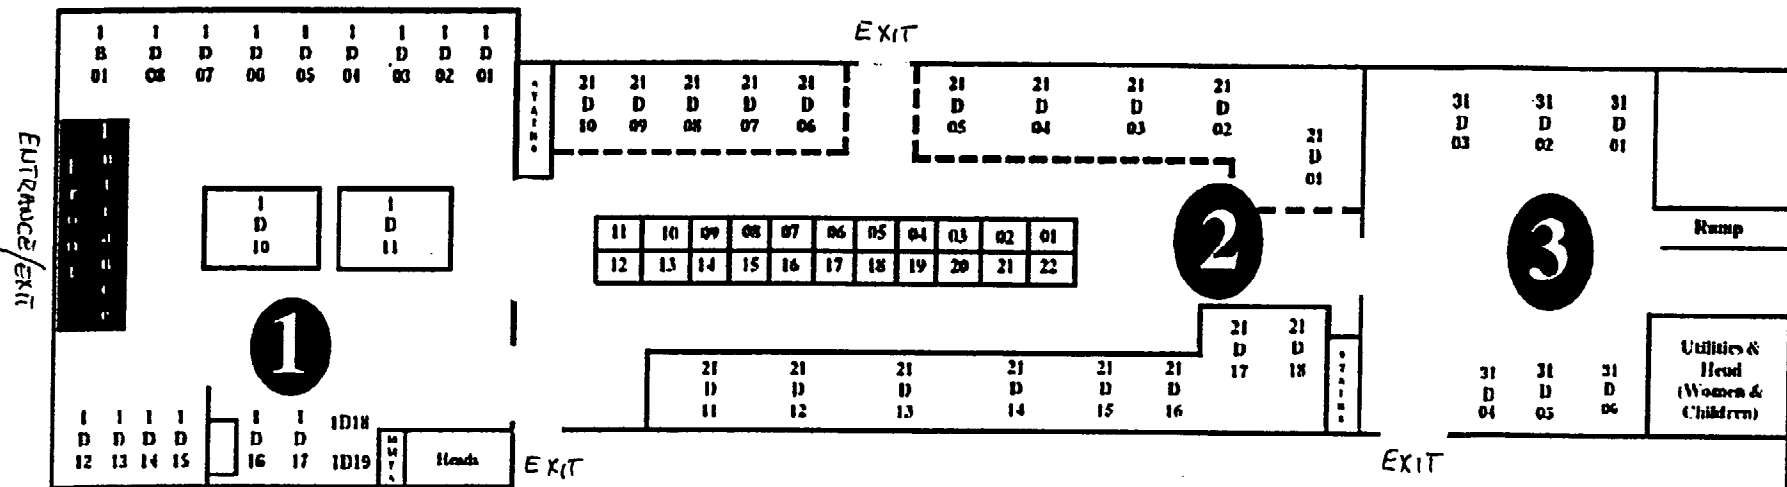 EXIT
1 B 01
1 D 08
1 D 07
1 D 06
1 D 05
1 D 04
1 D 03
1 D 02
1 D 01
STAIRS
21 D 10
21 D 09
21 D 08
21 D 07
21 D 06
21 D 05
21 D 04
21 D 03
21 D 02
21 D 01
31 D 03
31 D 02
31 D 01
ENTRANCE/EXIT
1 D 10
1 D 11
11 10 09 08 07 06 05 04 03 02 01
12 13 14 15 16 17 18 19 20 21 22
2
3
Ramp
1
21 D 11
21 D 12
21 D 13
21 D 14
21 D 15
21 D 16
21 D 17
21 D 18
STAIRS
31 D 04
31 D 05
31 D 06
Utilities &
Head
(Women &
Children)
1 D 12
1 D 13
1 D 14
1 D 15
1 D 16
1 D 17
1D18
1D19
Heads
EXIT
EXIT